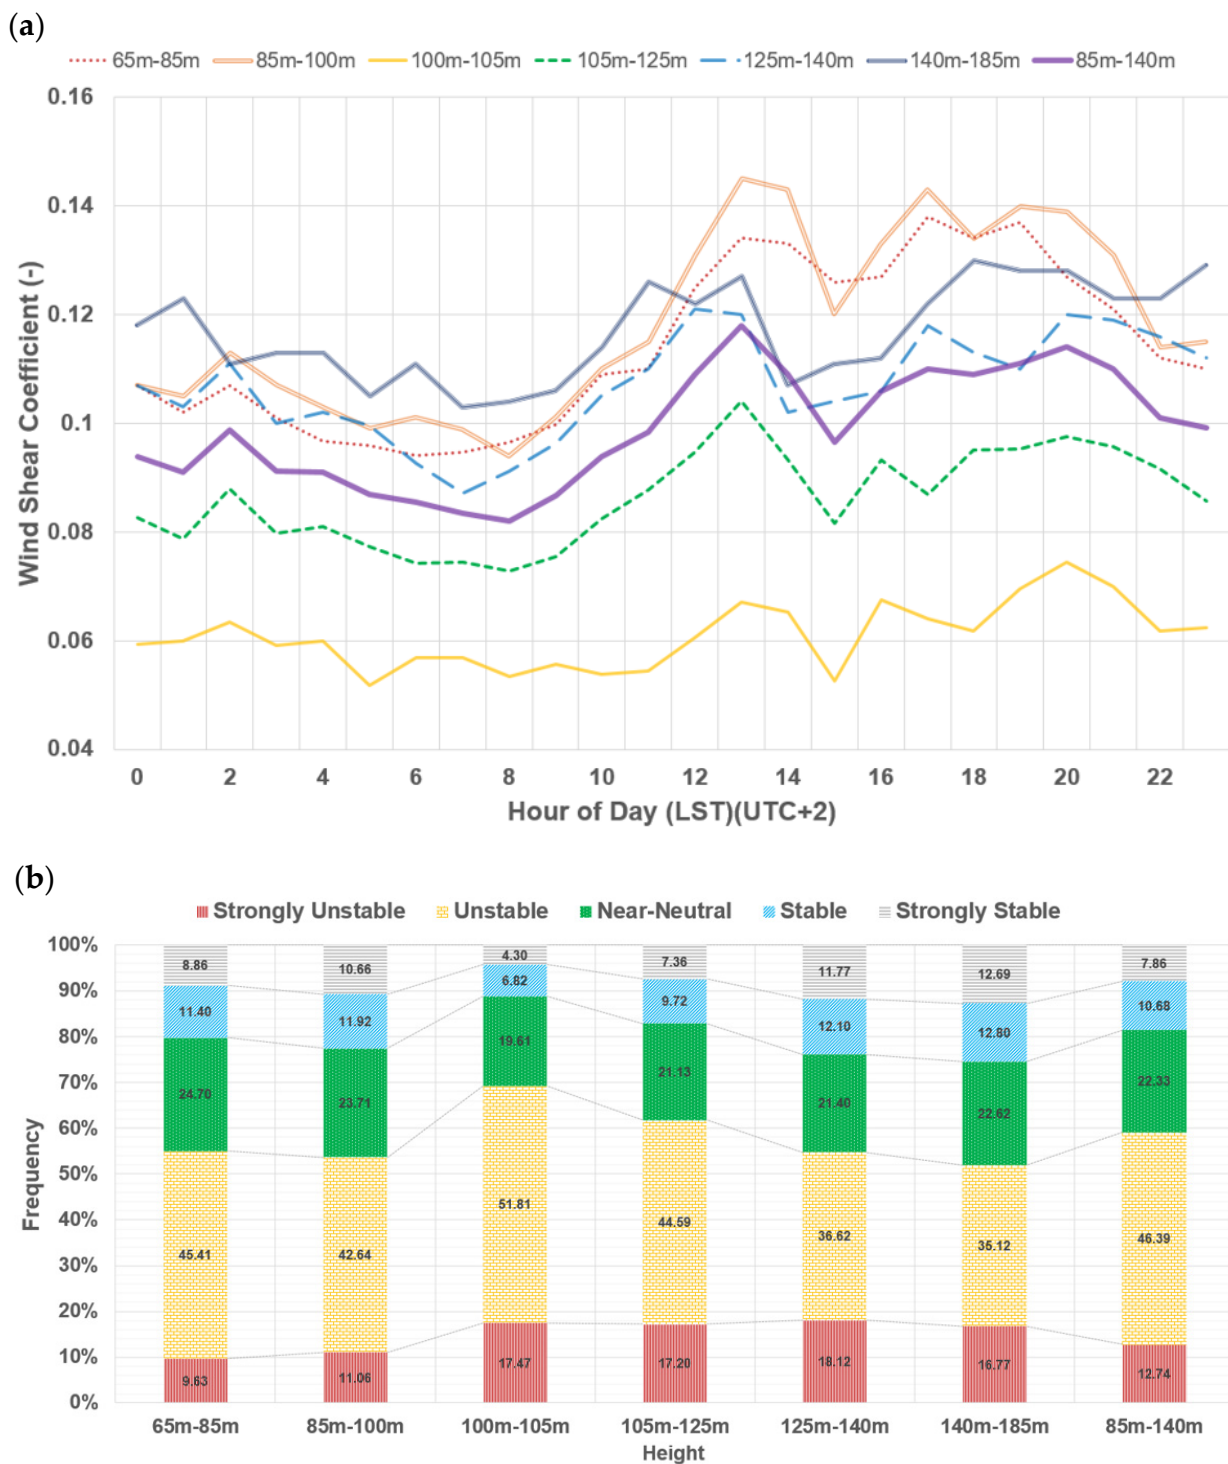 (a)
65m-85m 85m-100m 100m-105m 105m-125m 125m-140m 140m-185m 85m-140m
0.16
0.14
0.12
0.1
0.08
0.06
0.04
Wind Shear Coefficient (-)
0 2 4 6 8 10 12 14 16 18 20 22
Hour of Day (LST)(UTC+2)
(b)
Strongly Unstable Unstable Near-Neutral Stable Strongly Stable
100%
90%
80%
70%
60%
50%
40%
30%
20%
10%
0%
Frequency
8.86 10.66 4.30 7.36 11.77 12.69 7.86
11.40 11.92 6.82 9.72 12.10 12.80 10.68
24.70 23.71 19.61 21.13 21.40 22.62 22.33
45.41 42.64 51.81 44.59 36.62 35.12 46.39
9.63 11.06 17.47 17.20 18.12 16.77 12.74
65m-85m 85m-100m 100m-105m 105m-125m 125m-140m 140m-185m 85m-140m
Height